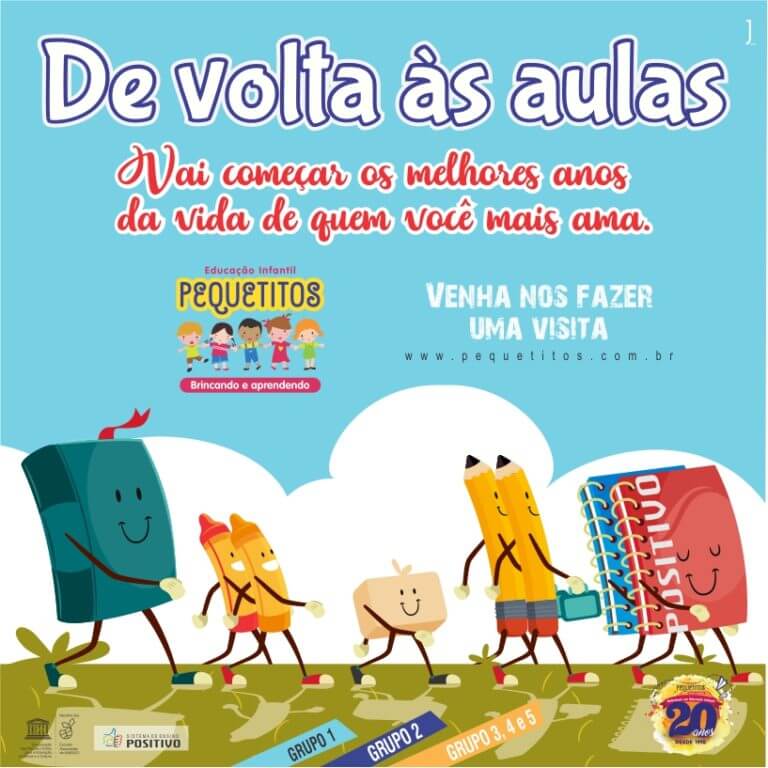 De volta às aulas
Vai começar os melhores anos
da vida de quem você mais ama.
Educação Infantil
PEQUETITOS
Brincando e aprendendo
VENHA NOS FAZER
UMA VISITA
www.pequetitos.com.br
POSITIVO
SISTEMA DE ENSINO
POSITIVO
GRUPO 1
GRUPO 2
GRUPO 3, 4 e 5
PEQUETITOS
20
anos